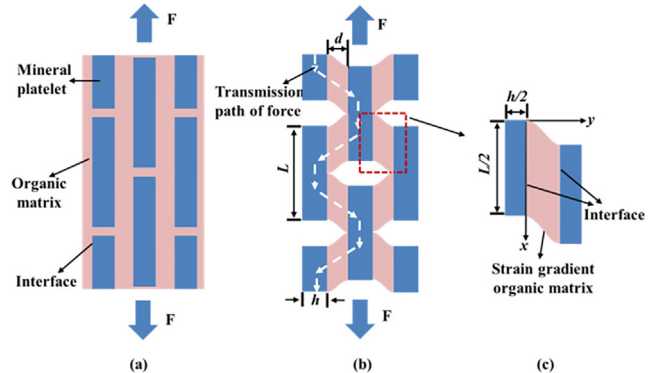 F
Mineral
platelet
Organic
matrix
Interface
F
(a)
F
d
Transmission
path of force
L
h
F
(b)
h/2
y
L/2
Interface
x
Strain gradient
organic matrix
(c)